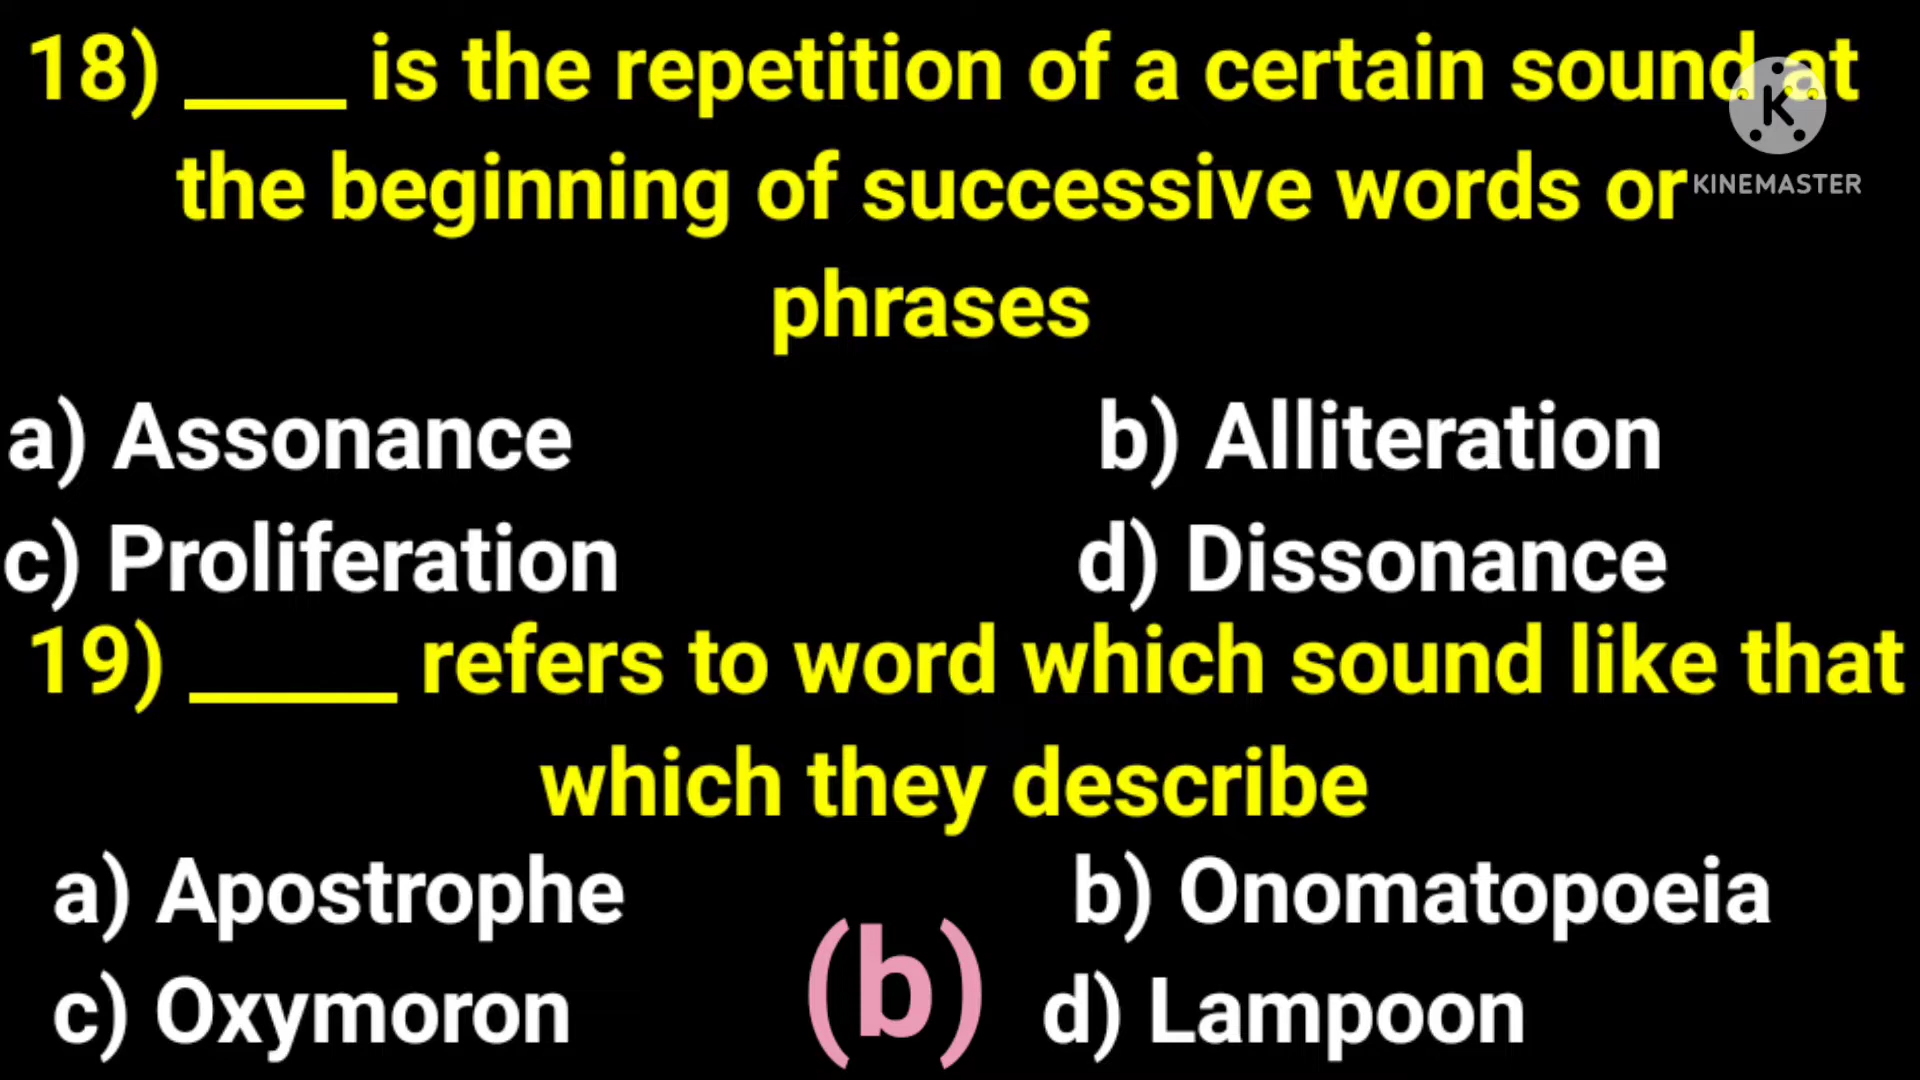 18) ____ is the repetition of a certain sound at
the beginning of successive words or
phrases
KINEMASTER
a) Assonance b) Alliteration
c) Proliferation d) Dissonance
19) _____ refers to word which sound like that
which they describe
a) Apostrophe b) Onomatopoeia
(b)
c) Oxymoron d) Lampoon